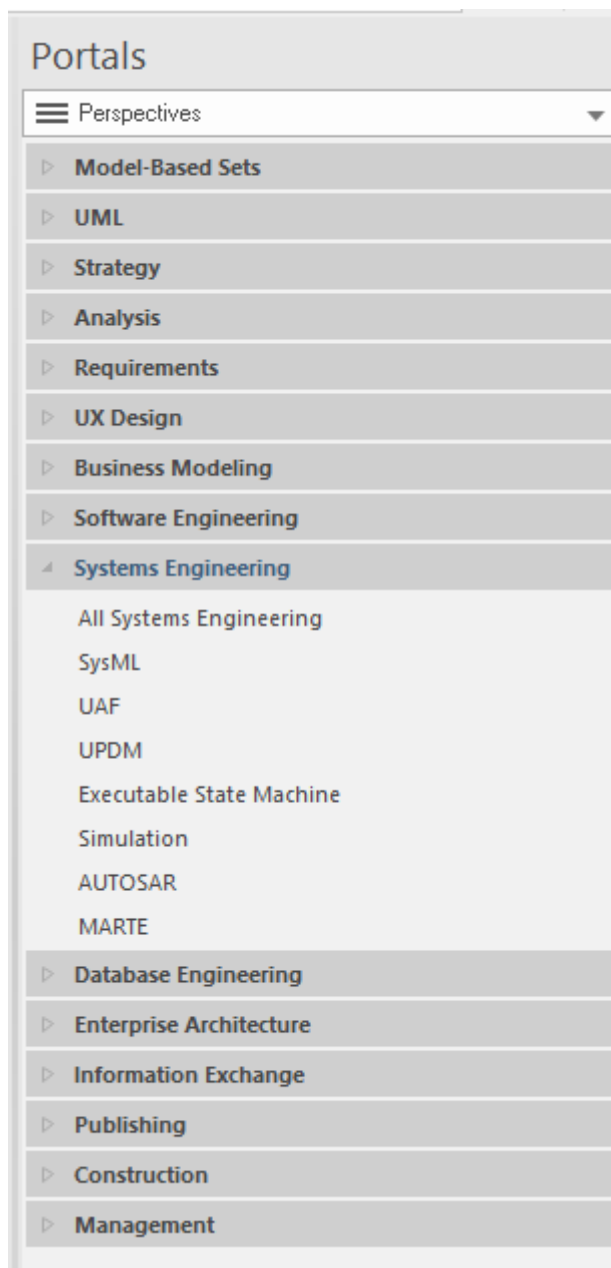 Portals
Perspectives
Model-Based Sets
UML
Strategy
Analysis
Requirements
UX Design
Business Modeling
Software Engineering
Systems Engineering
All Systems Engineering
SysML
UAF
UPDM
Executable State Machine
Simulation
AUTOSAR
MARTE
Database Engineering
Enterprise Architecture
Information Exchange
Publishing
Construction
Management